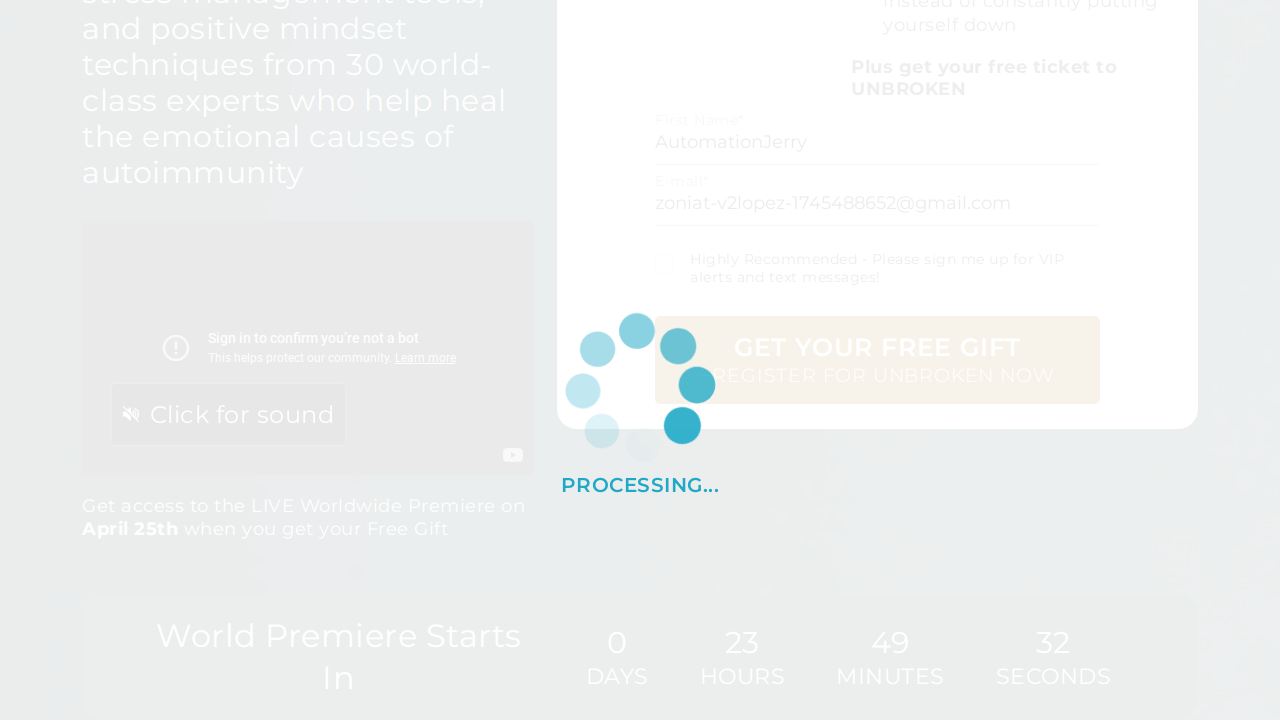 stress management tools,
and positive mindset
techniques from 30 world-
class experts who help heal
the emotional causes of
autoimmunity
Sign in to confirm you're not a bot
This helps protect our community. Learn more
Click for sound
Get access to the LIVE Worldwide Premiere on
April 25th when you get your Free Gift
instead of constantly putting
yourself down
Plus get your free ticket to
UNBROKEN
First Name*
AutomationJerry
E-mail*
zoniat-v2lopez-1745488652@gmail.com
Highly Recommended - Please sign me up for VIP
alerts and text messages!
GET YOUR FREE GIFT
REGISTER FOR UNBROKEN NOW
PROCESSING...
World Premiere Starts
In
0
DAYS
23
HOURS
49
MINUTES
32
SECONDS